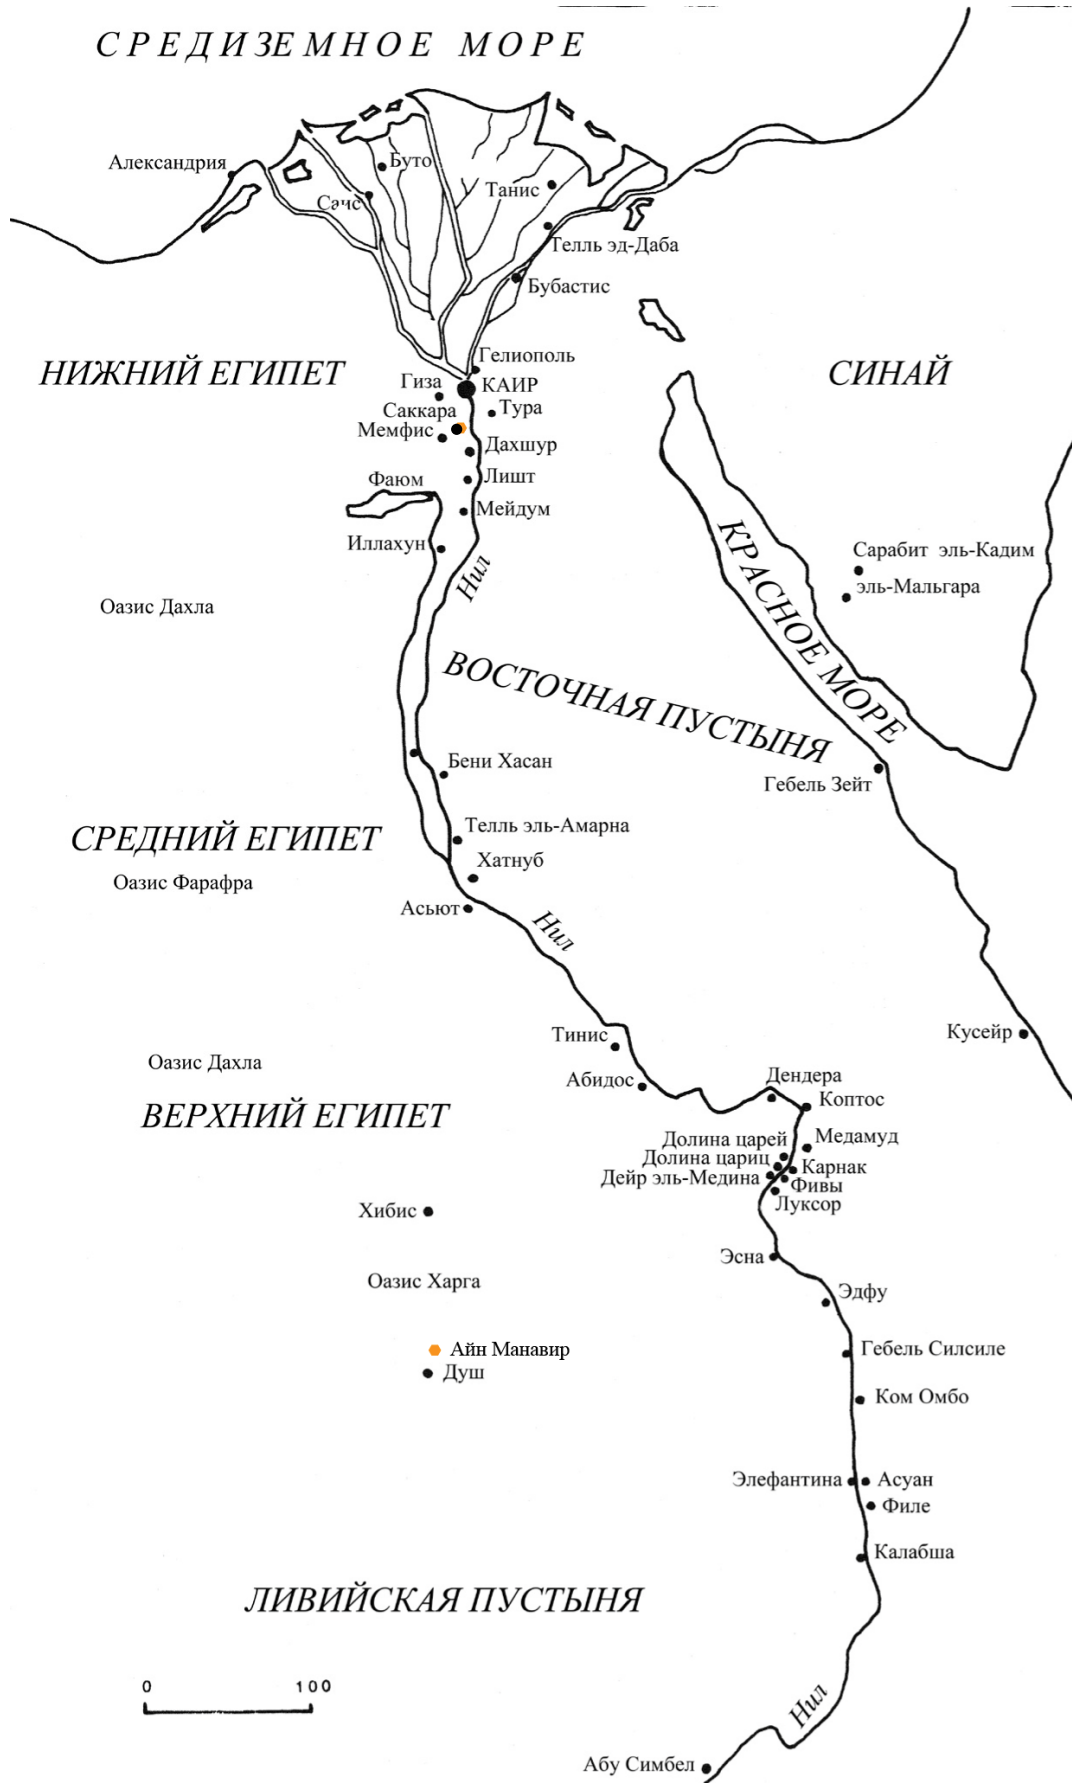 СРЕДИЗЕМНОЕ МОРЕ
Александрия
Буто
Саис
Танис
Телль эд-Даба
Бубастис
Гелиополь
НИЖНИЙ ЕГИПЕТ
СИНАЙ
Гиза
КАИР
Саккара
Тура
Мемфис
Дахшур
Фаюм
Лишт
Мейдум
Иллахун
Нил
КРАСНОЕ МОРЕ
Сарабит эль-Кадим
эль-Мальгара
Оазис Дахла
ВОСТОЧНАЯ ПУСТЫНЯ
Бени Хасан
Гебель Зейт
СРЕДНИЙ ЕГИПЕТ
Телль эль-Амарна
Хатнуб
Оазис Фарафра
Асьют
Нил
Тинис
Кусейр
Оазис Дахла
Абидос
Дендера
Коптос
ВЕРХНИЙ ЕГИПЕТ
Долина царей
Медамуд
Долина цариц
Карнак
Дейр эль-Медина
Фивы
Луксор
Хибис
Эсна
Оазис Харга
Эдфу
Айн Манавир
Гебель Силсиле
Душ
Ком Омбо
Элефантина
Асуан
Филе
Калабша
ЛИВИЙСКАЯ ПУСТЫНЯ
0 100
Нил
Абу Симбел